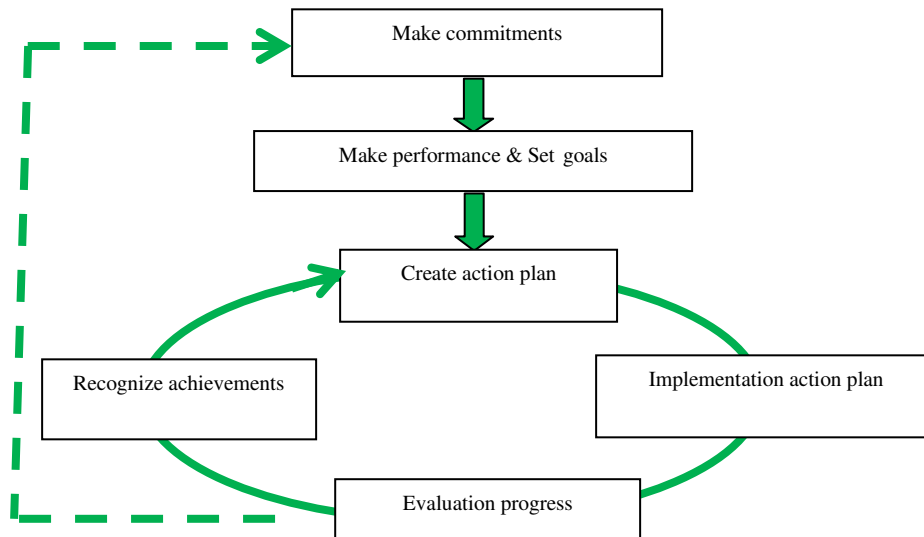 Make commitments
Make performance & Set goals
Create action plan
Recognize achievements
Implementation action plan
Evaluation progress